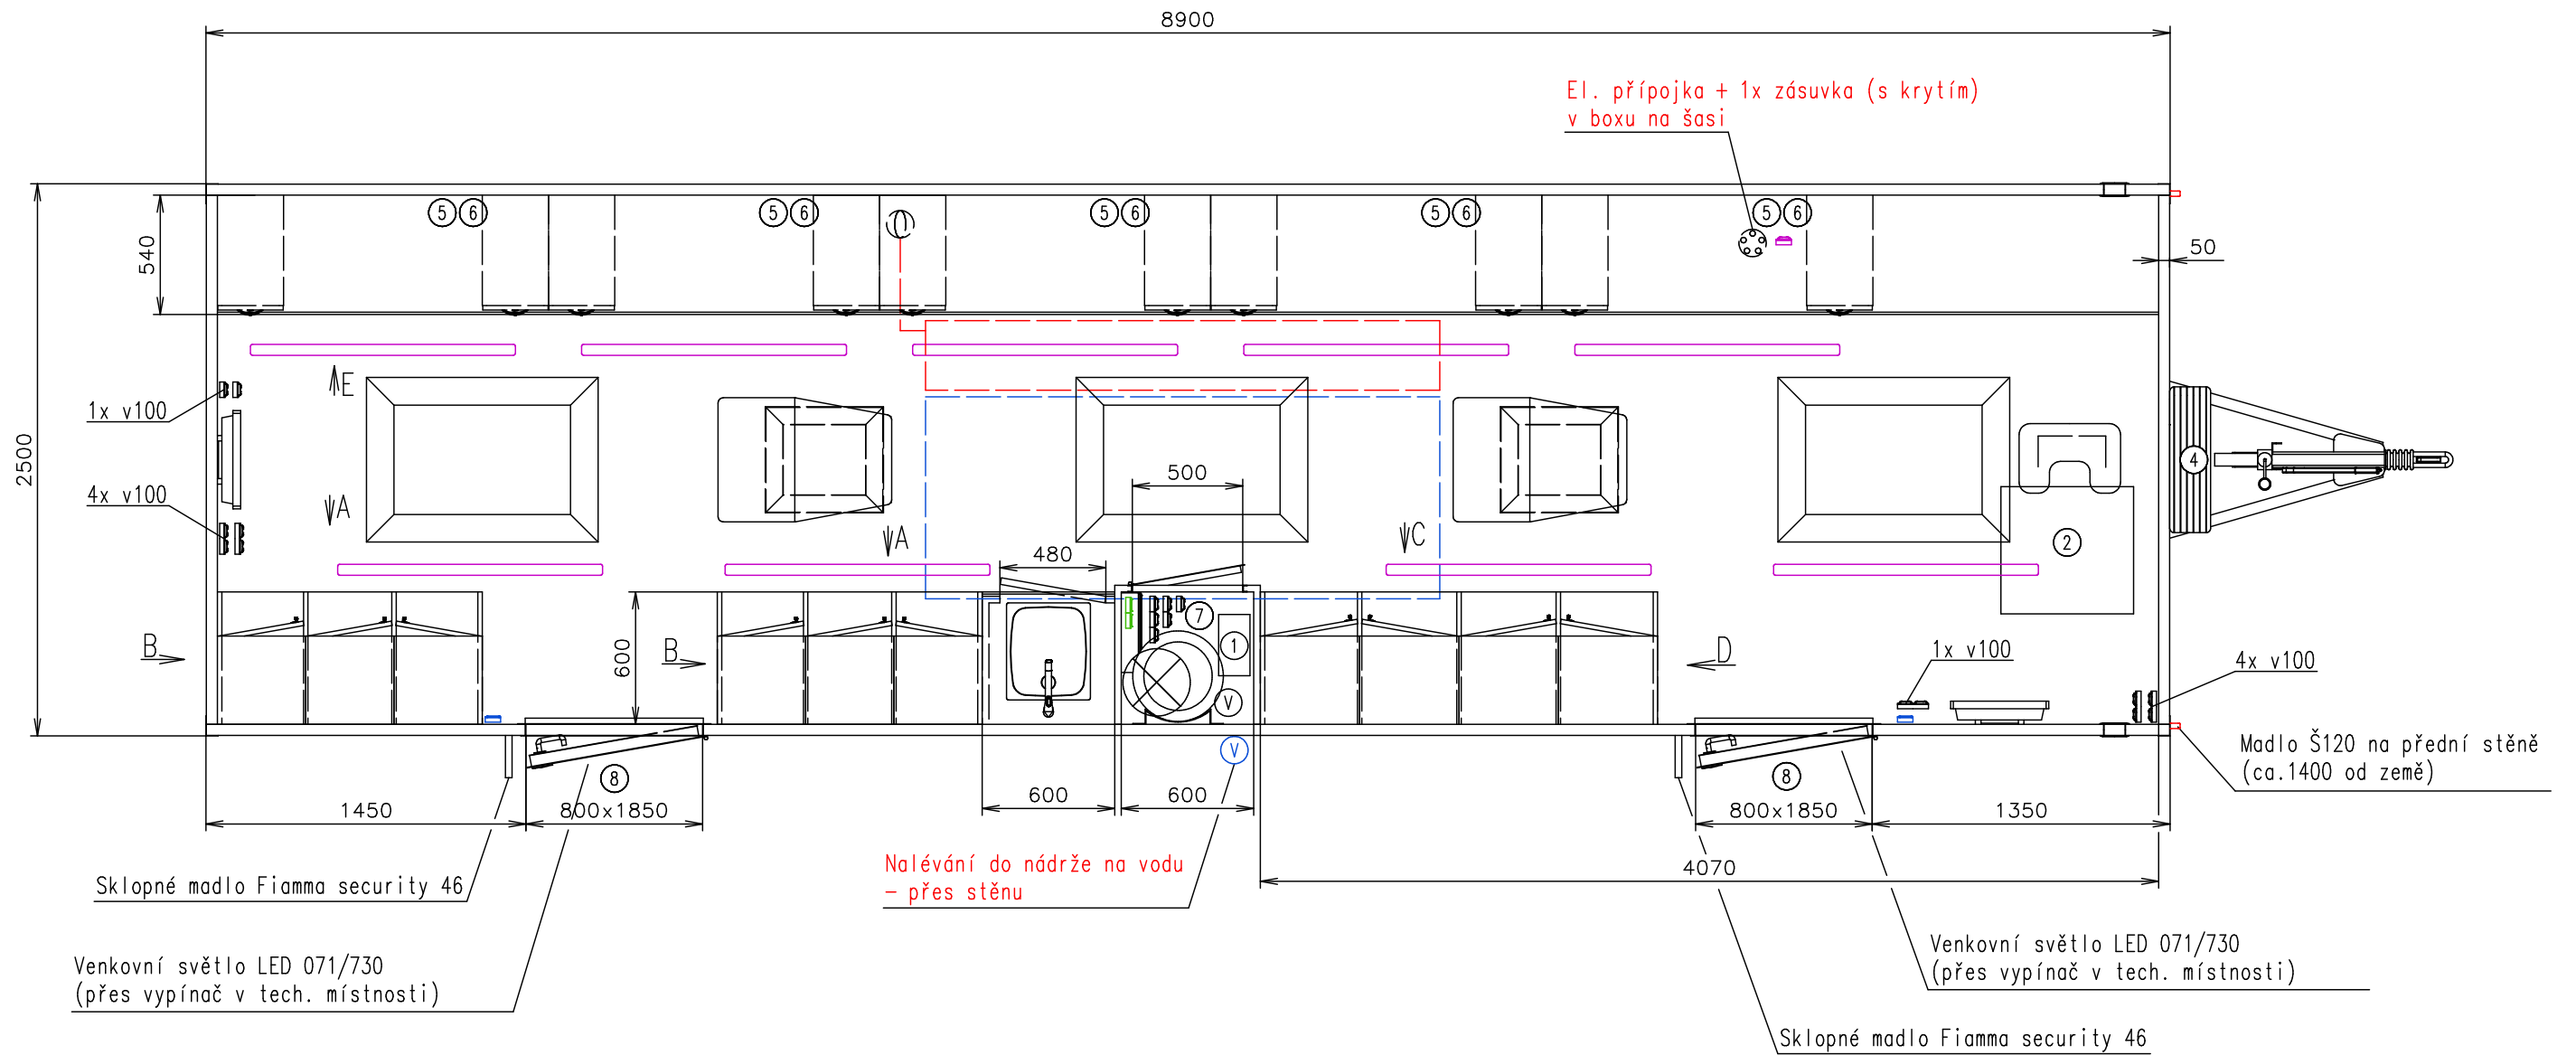 8900
El. přípojka + 1x zásuvka (s krytím)
v boxu na šasi
5 6
5 6
5 6
5 6
5 6
540
50
2500
E
1x v100
4x v100
A
A
C
500
480
4
2
7
1
V
B
B
600
D
1x v100
4x v100
V
8
8
Madlo Š120 na přední stěně
(ca.1400 od země)
1450
800x1850
600
600
800x1850
1350
4070
Nalévání do nádrže na vodu
– přes stěnu
Sklopné madlo Fiamma security 46
Venkovní světlo LED 071/730
(přes vypínač v tech. místnosti)
Venkovní světlo LED 071/730
(přes vypínač v tech. místnosti)
Sklopné madlo Fiamma security 46